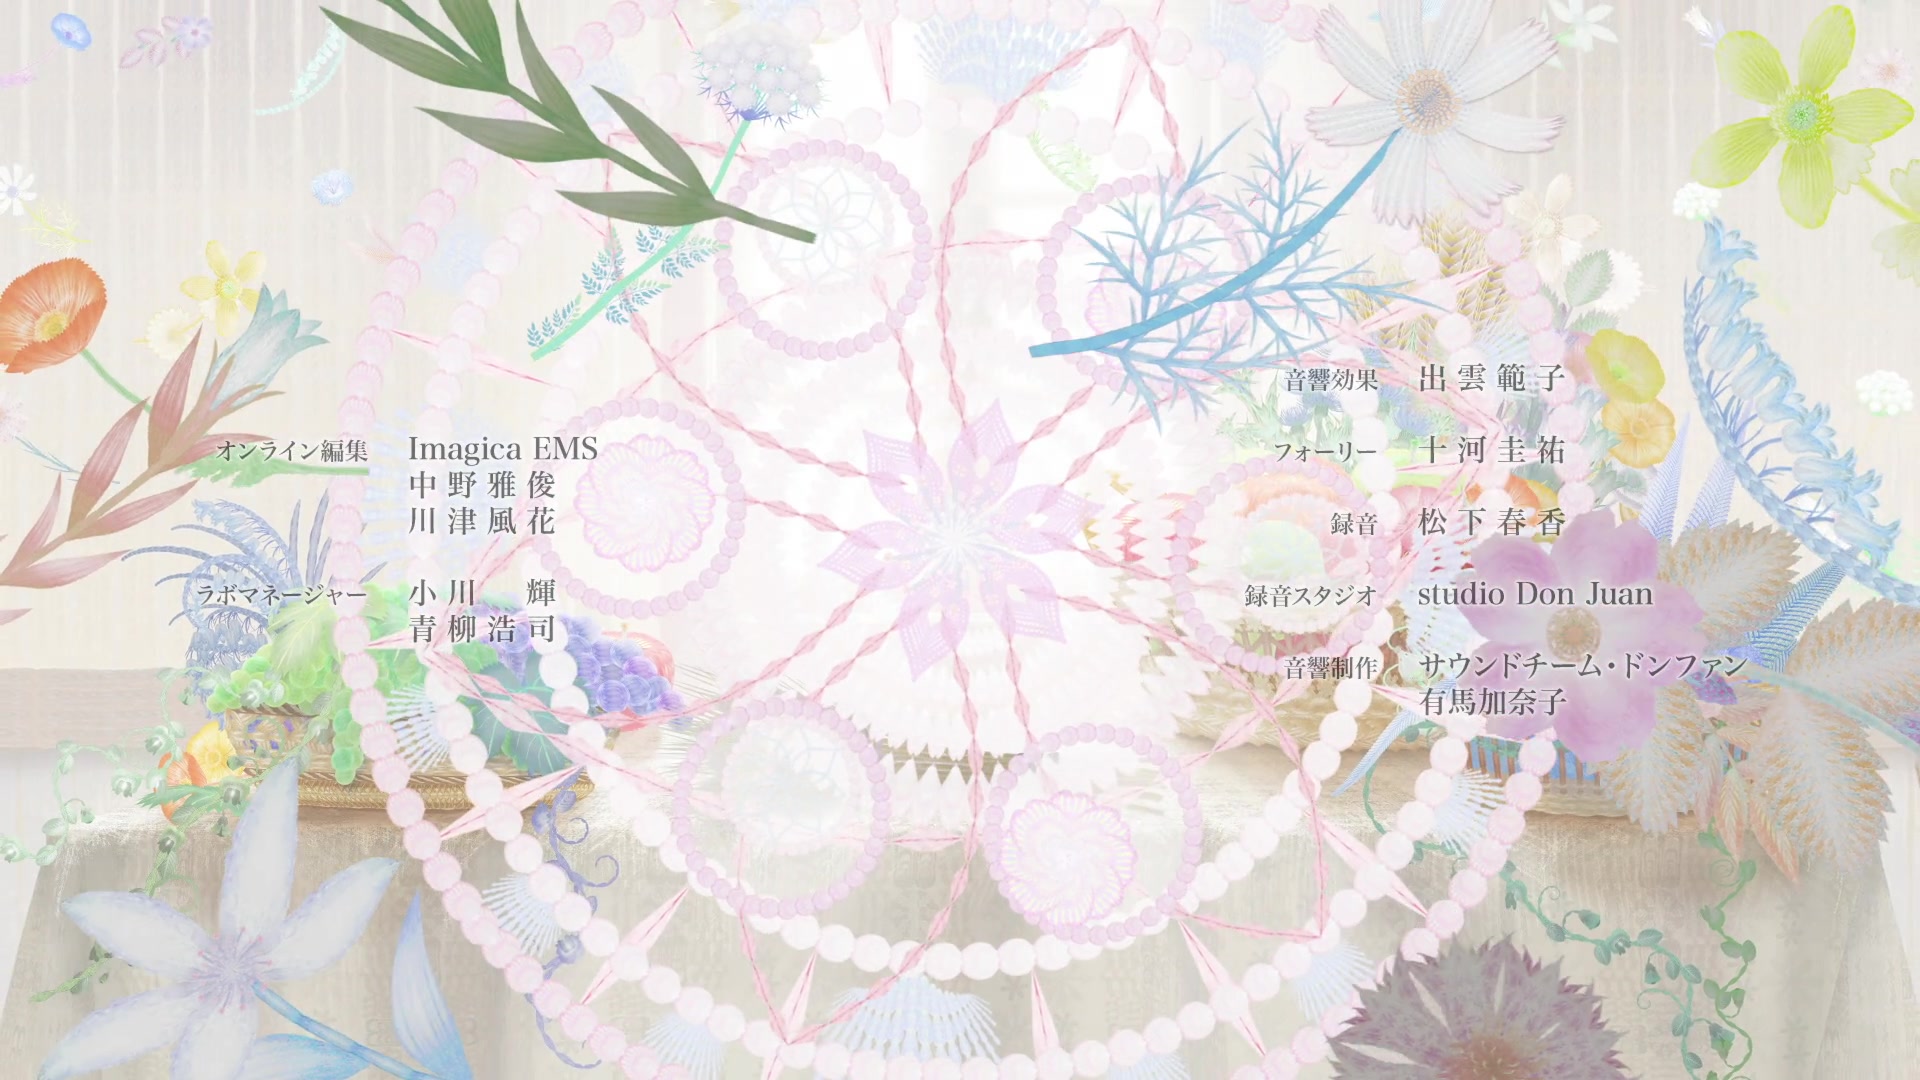 オンライン編集 Imagica EMS
中野雅俊
川津風花
ラボマネージャー 小川 輝
青柳浩司
音響効果 出雲範子
フォーリー 十河圭祐
録音 松下春香
録音スタジオ studio Don Juan
音響制作 サウンドチーム・ドンファン
有馬加奈子